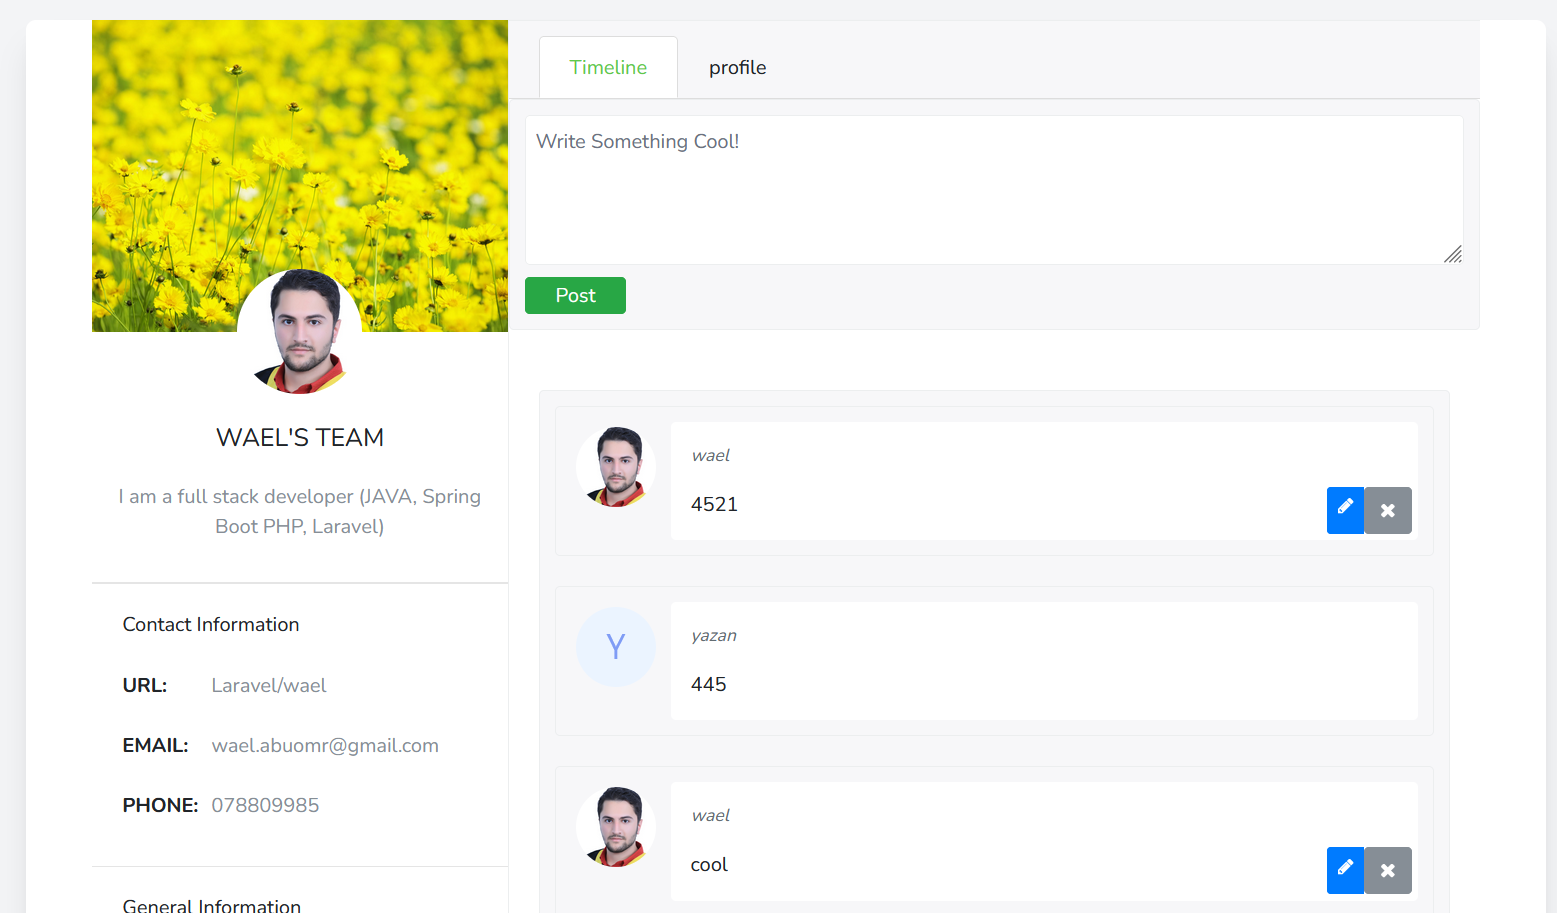 Timeline
profile
Write Something Cool!
Post
WAEL'S TEAM
I am a full stack developer (JAVA, Spring
Boot PHP, Laravel)
Contact Information
URL: Laravel/wael
EMAIL: wael.abuomr@gmail.com
PHONE: 078809985
General Information
wael
4521
Y
yazan
445
wael
cool